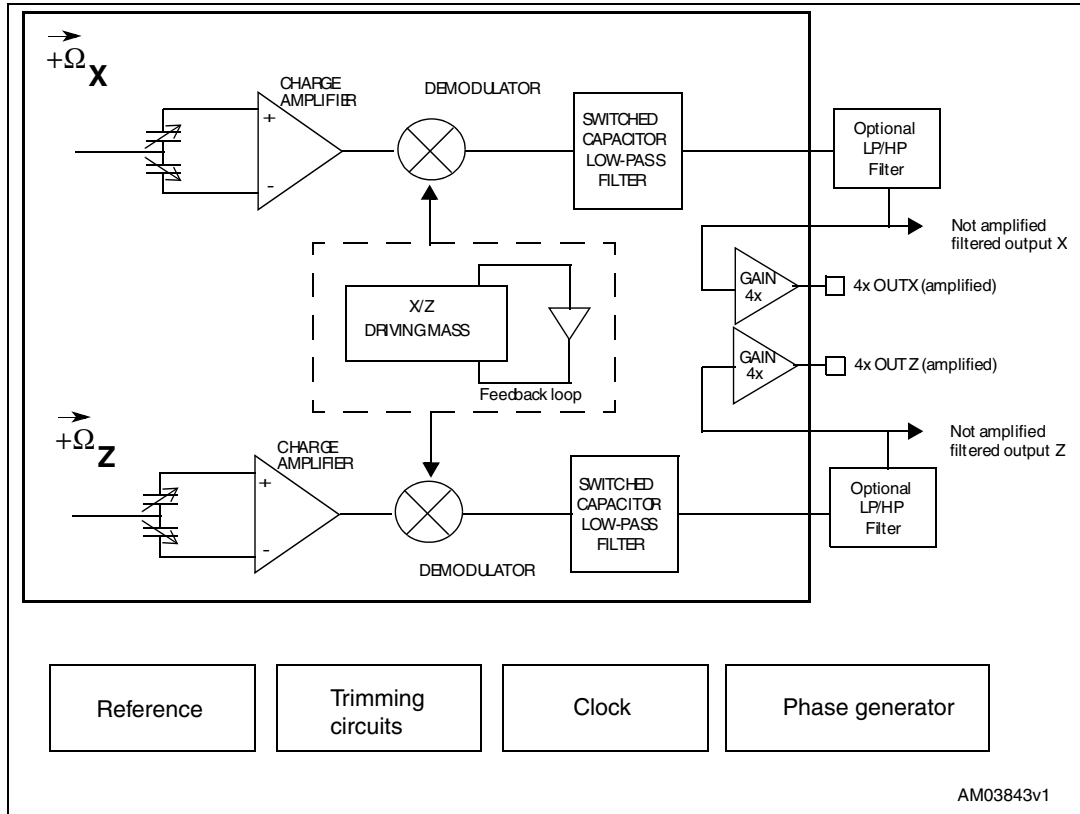 +Ω X
CHARGE
AMPLIFIER
+
-
DEMODULATOR
SWITCHED
CAPACITOR
LOW-PASS
FILTER
Optional
LP/HP
Filter
Not amplified
filtered output X
GAIN
4x
4x OUTX (amplified)
X/Z
DRIVING MASS
Feedback loop
GAIN
4x
4x OUTZ (amplified)
Not amplified
filtered output Z
+Ω Z
CHARGE
AMPLIFIER
+
-
DEMODULATOR
SWITCHED
CAPACITOR
LOW-PASS
FILTER
Optional
LP/HP
Filter
Reference
Trimming
circuits
Clock
Phase generator
AM03843v1